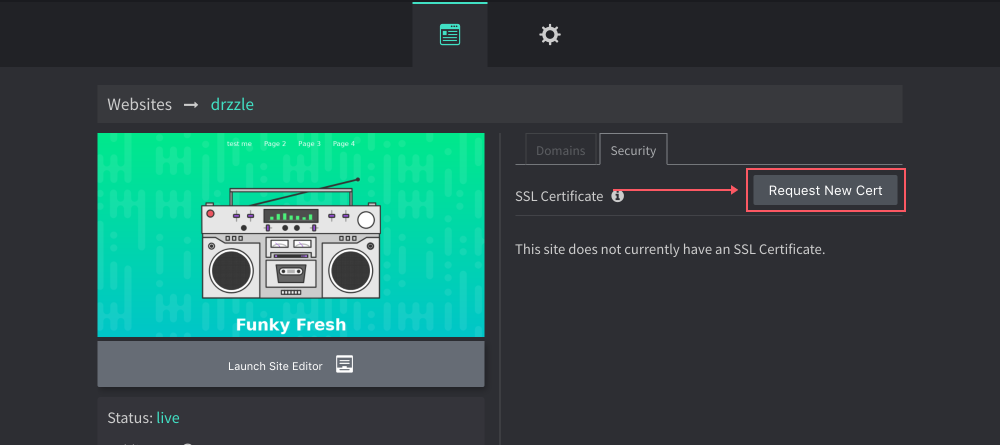 Websites → drzzle
test me Page 2 Page 3 Page 4
Funky Fresh
Launch Site Editor
Status: live
Domains Security
SSL Certificate
Request New Cert
This site does not currently have an SSL Certificate.